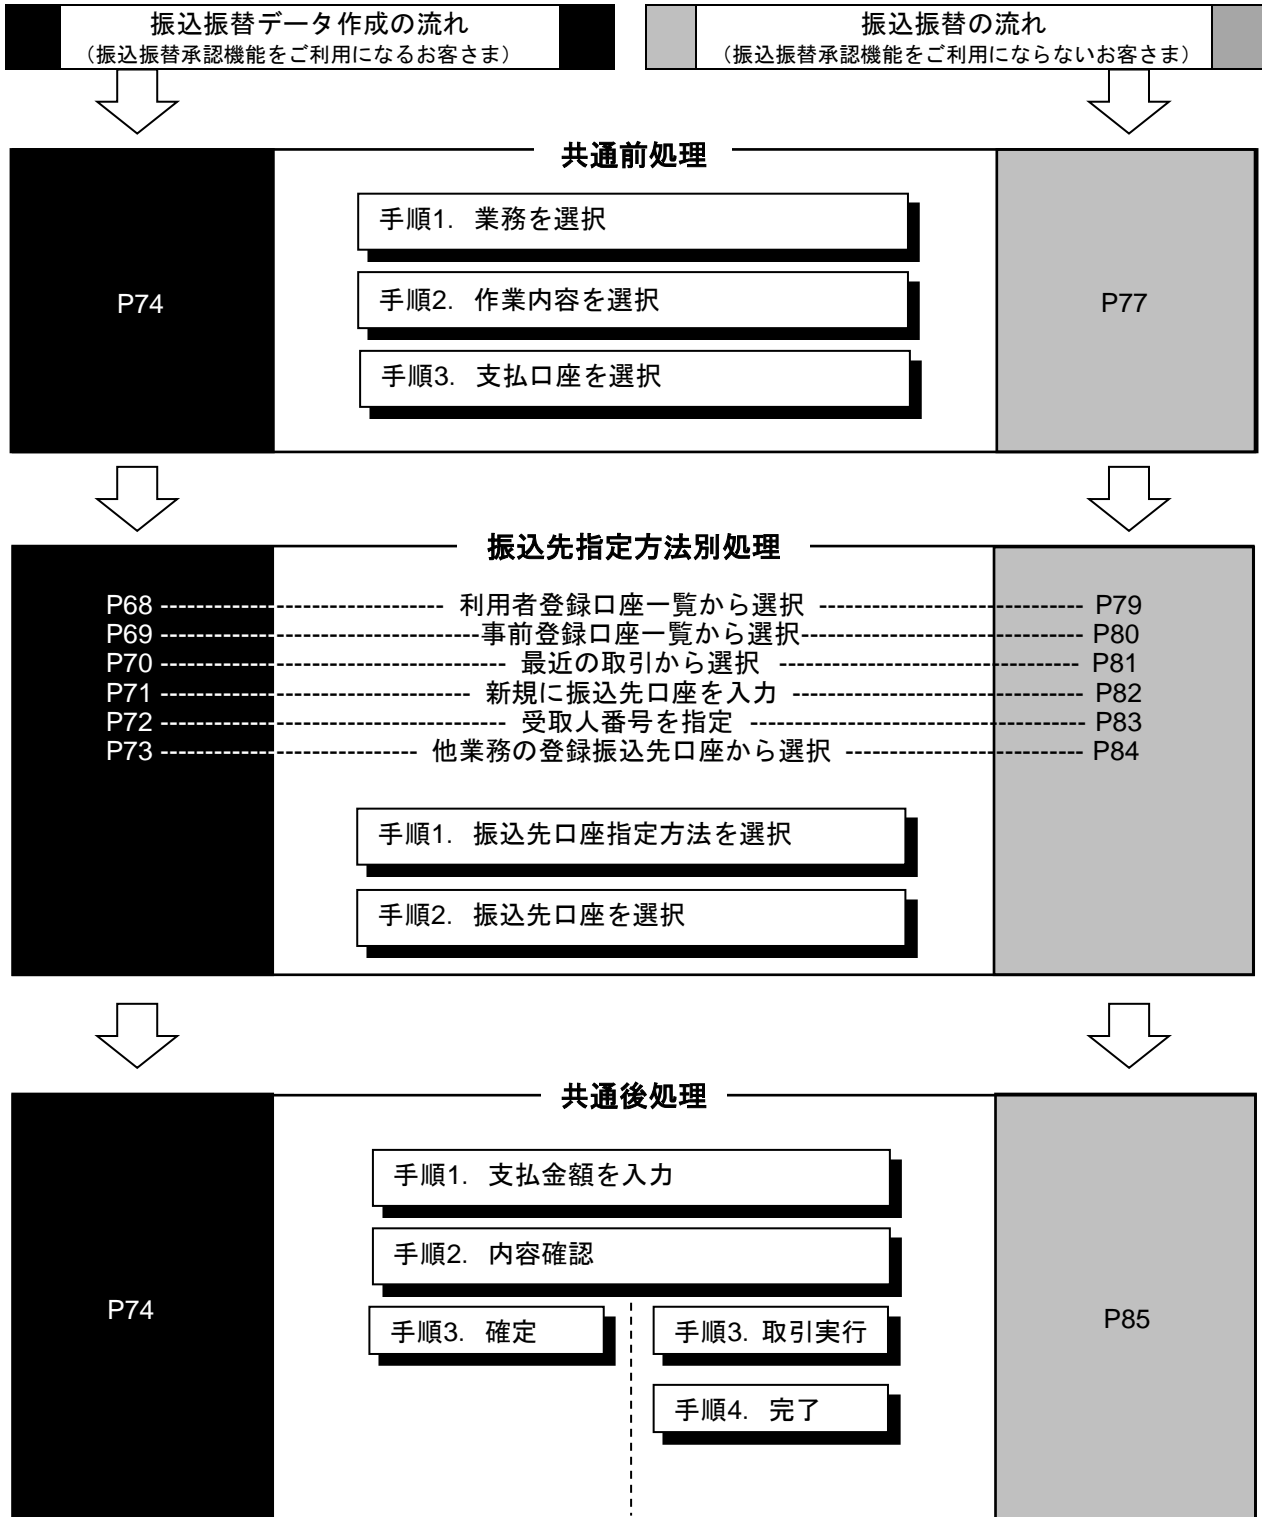 振込振替データ作成の流れ
（振込振替承認機能をご利用になるお客さま）
振込振替の流れ
（振込振替承認機能をご利用にならないお客さま）
共通前処理
手順1. 業務を選択
手順2. 作業内容を選択
手順3. 支払口座を選択
P74
P77
振込先指定方法別処理
P68 利用者登録口座一覧から選択 P79
P69 事前登録口座一覧から選択 P80
P70 最近の取引から選択 P81
P71 新規に振込先口座を入力 P82
P72 受取人番号を指定 P83
P73 他業務の登録振込先口座から選択 P84
手順1. 振込先口座指定方法を選択
手順2. 振込先口座を選択
共通後処理
手順1. 支払金額を入力
手順2. 内容確認
P74
手順3. 確定
手順3. 取引実行
P85
手順4. 完了